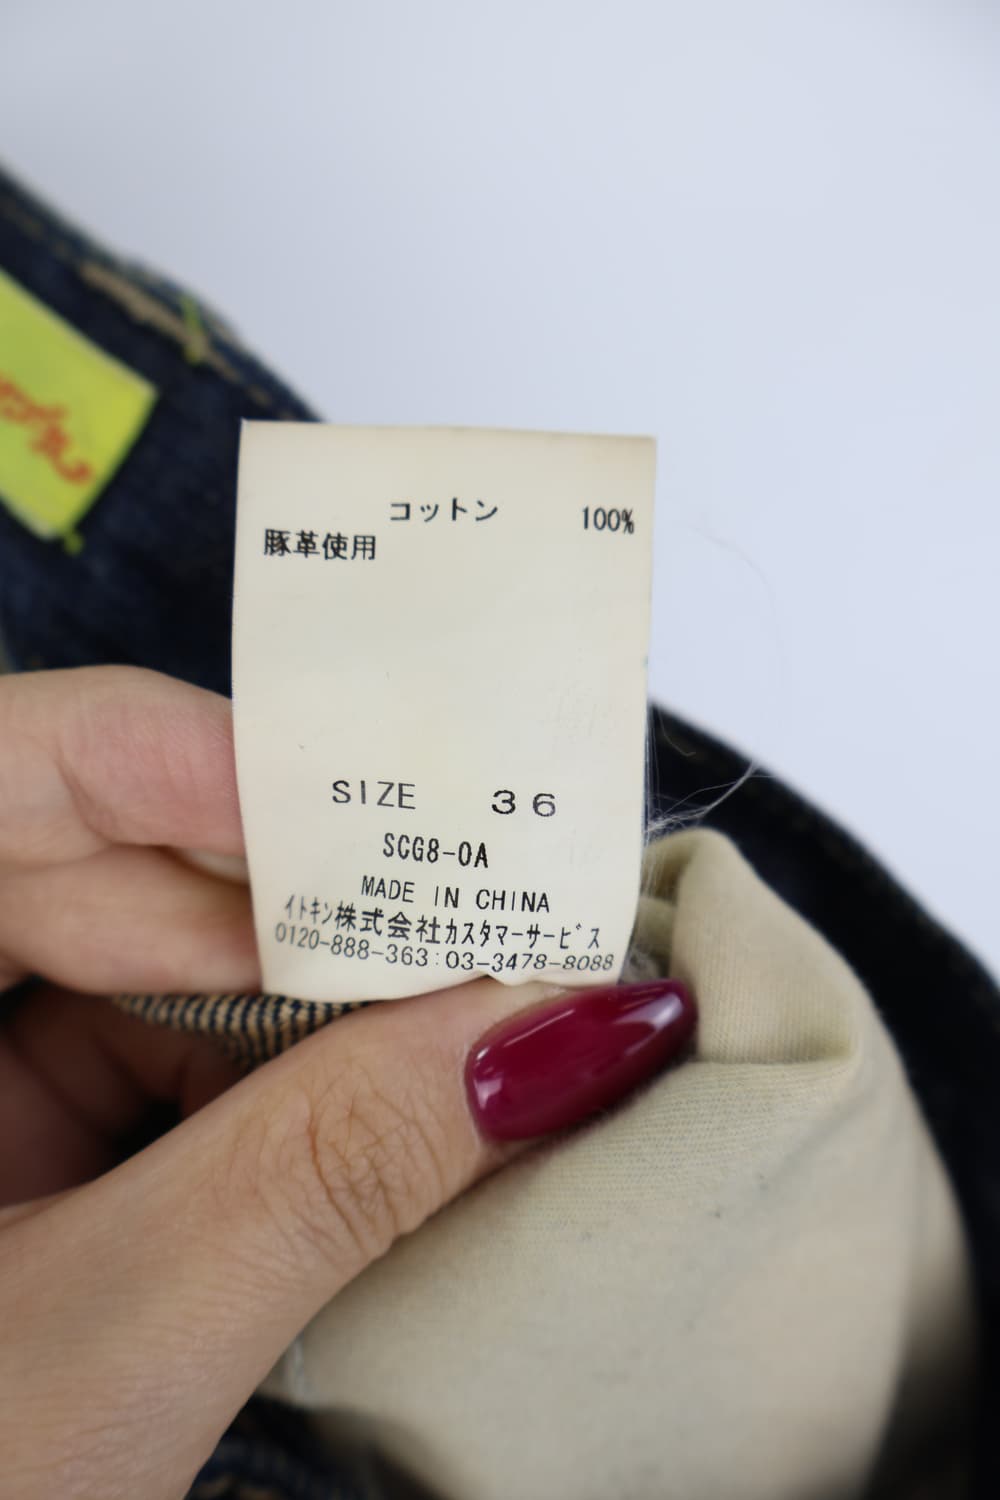 コットン 100%
豚革使用
SIZE 36
SCG8-0A
MADE IN CHINA
イトキン株式会社カスタマーサービス
0120-888-363:03-3478-8088